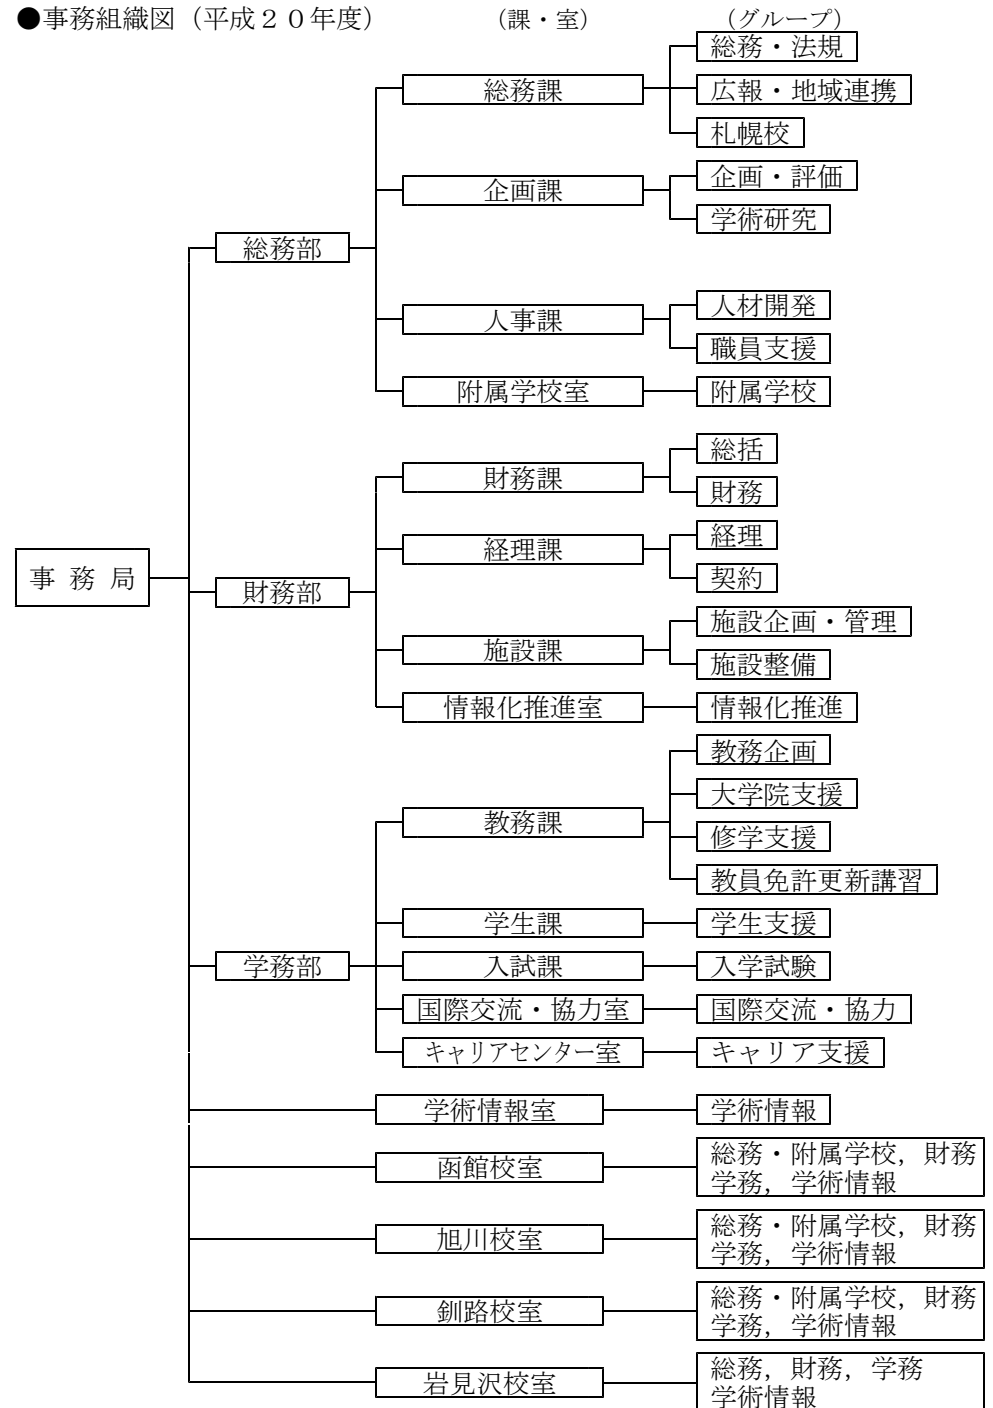 ●事務組織図（平成２０年度）　（課・室）　（グループ）
総務・法規
総務課
広報・地域連携
札幌校
企画・評価
企画課
学術研究
総務部
人材開発
人事課
職員支援
附属学校室
附属学校
総括
財務課
財務
経理
経理課
契約
事務局
財務部
施設企画・管理
施設課
施設整備
情報化推進室
情報化推進
教務企画
大学院支援
教務課
修学支援
教員免許更新講習
学生課
学生支援
学務部
入試課
入学試験
国際交流・協力室
国際交流・協力
キャリアセンター室
キャリア支援
学術情報室
学術情報
函館校室
総務・附属学校，財務
学務，学術情報
旭川校室
総務・附属学校，財務
学務，学術情報
釧路校室
総務・附属学校，財務
学務，学術情報
岩見沢校室
総務，財務，学務
学術情報